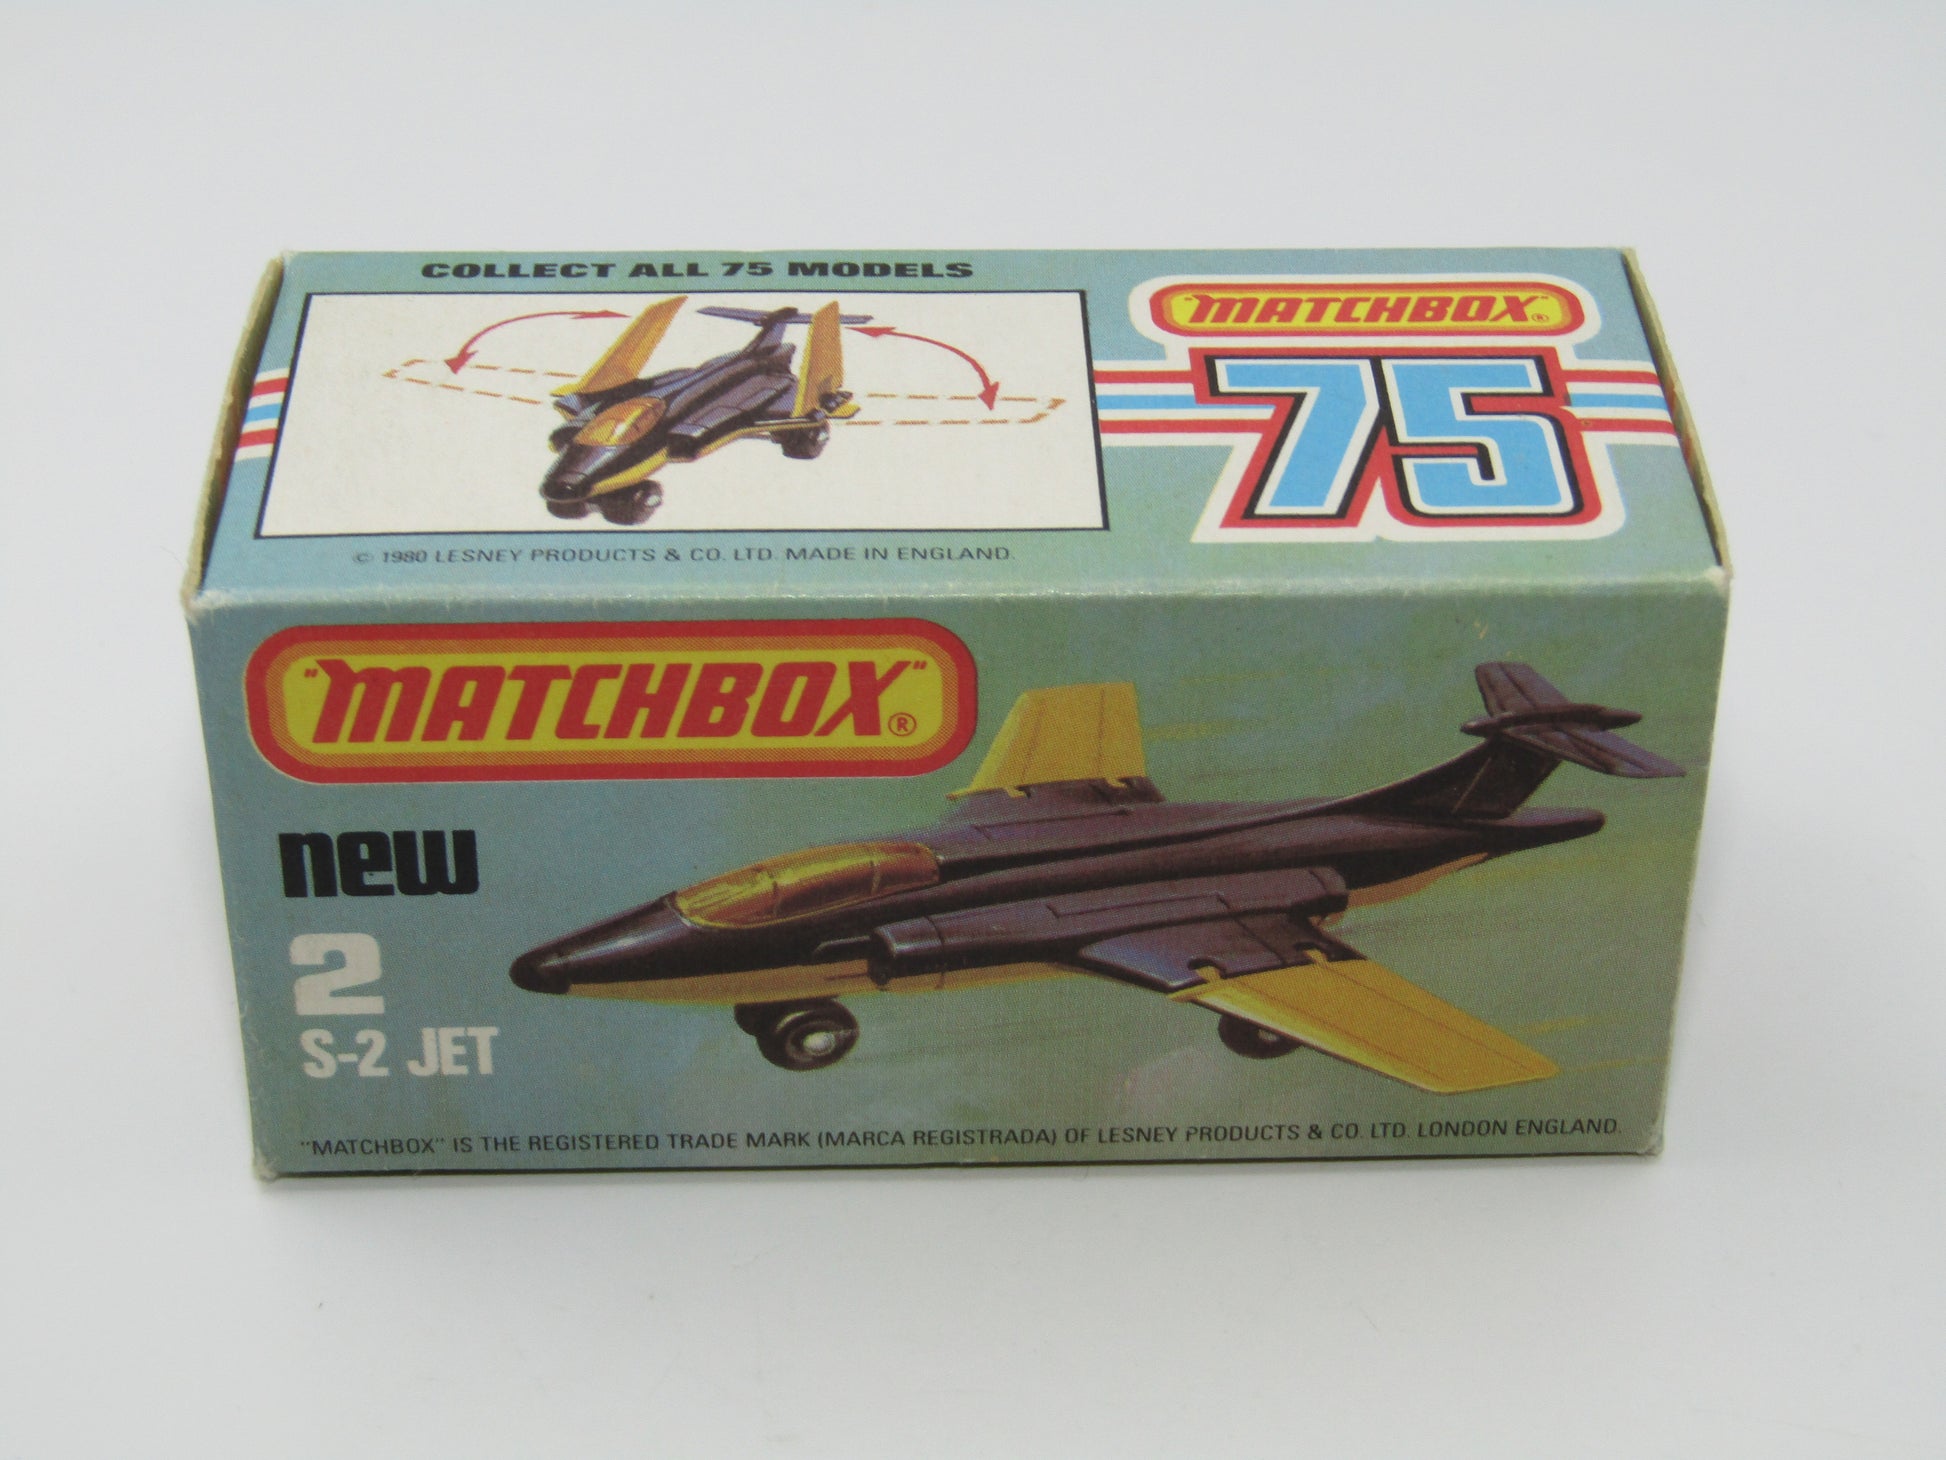 COLLECT ALL 75 MODELS
"MATCHBOX"®
75
© 1980 LESNEY PRODUCTS & CO. LTD. MADE IN ENGLAND.
"MATCHBOX"®
new
2
S-2 JET
"MATCHBOX" IS THE REGISTERED TRADE MARK (MARCA REGISTRADA) OF LESNEY PRODUCTS & CO. LTD. LONDON ENGLAND.